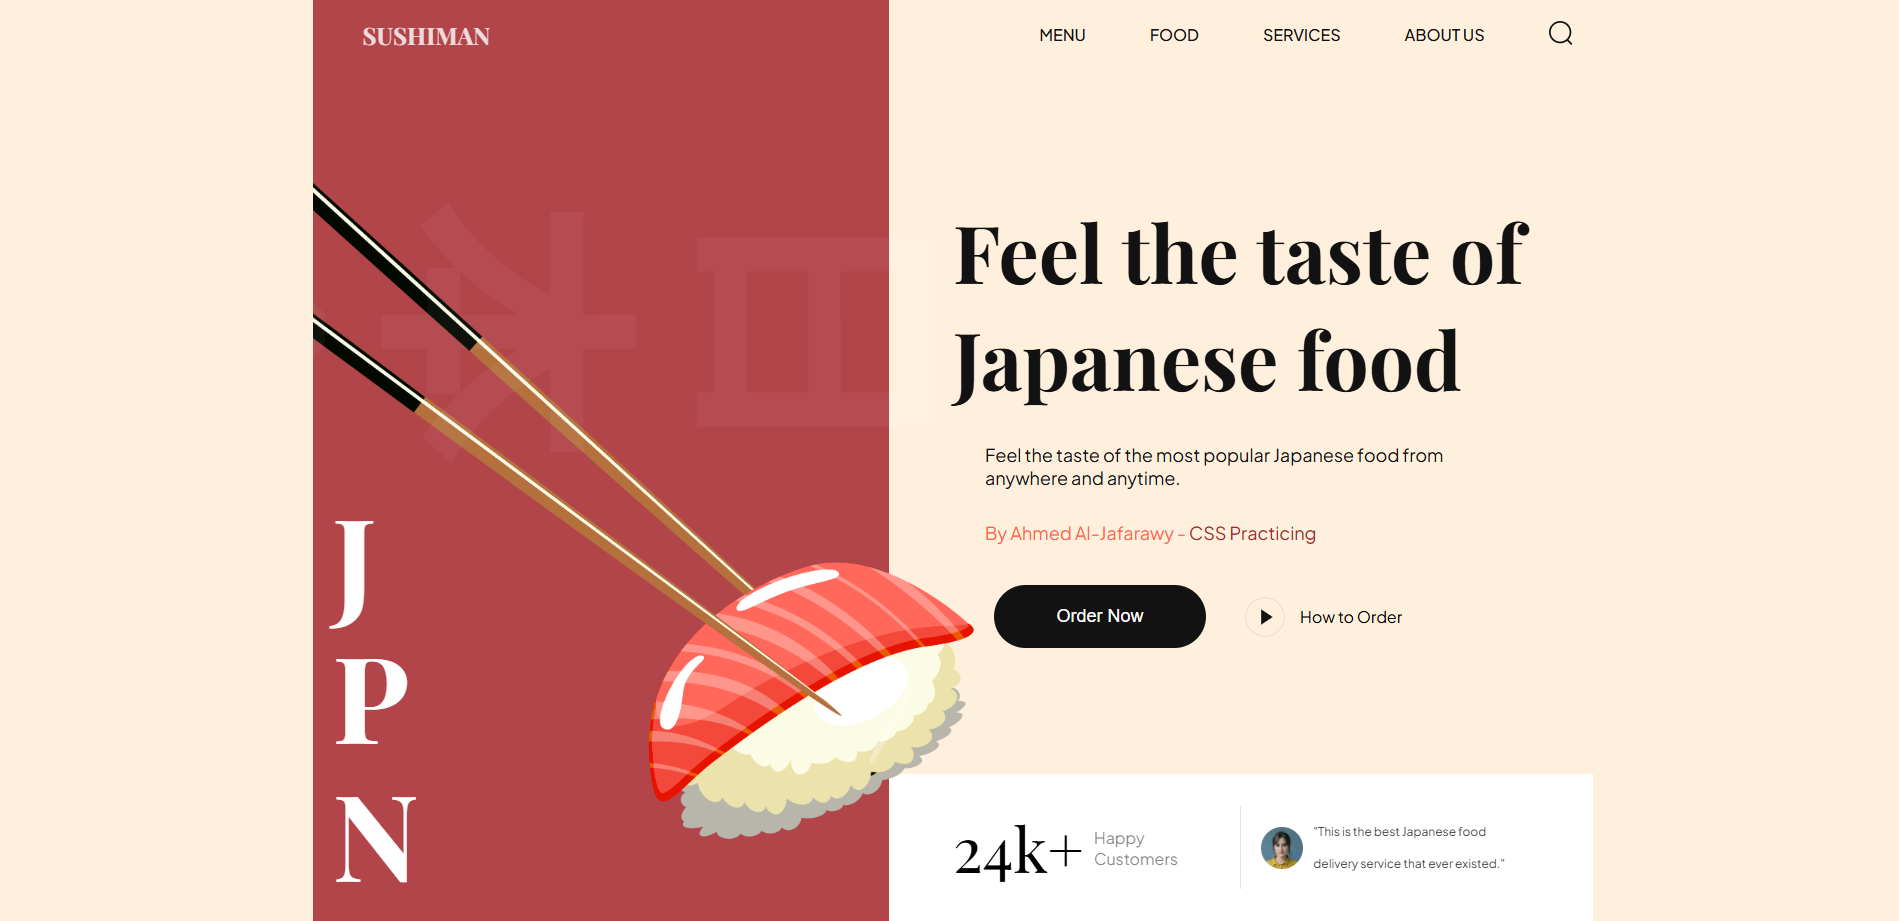 SUSHIMAN
MENU FOOD SERVICES ABOUT US
Feel the taste of
Japanese food
Feel the taste of the most popular Japanese food from
anywhere and anytime.
By Ahmed Al-Jafarawy - CSS Practicing
Order Now
How to Order
J
P
N
24k+
Happy
Customers
"This is the best Japanese food
delivery service that ever existed."